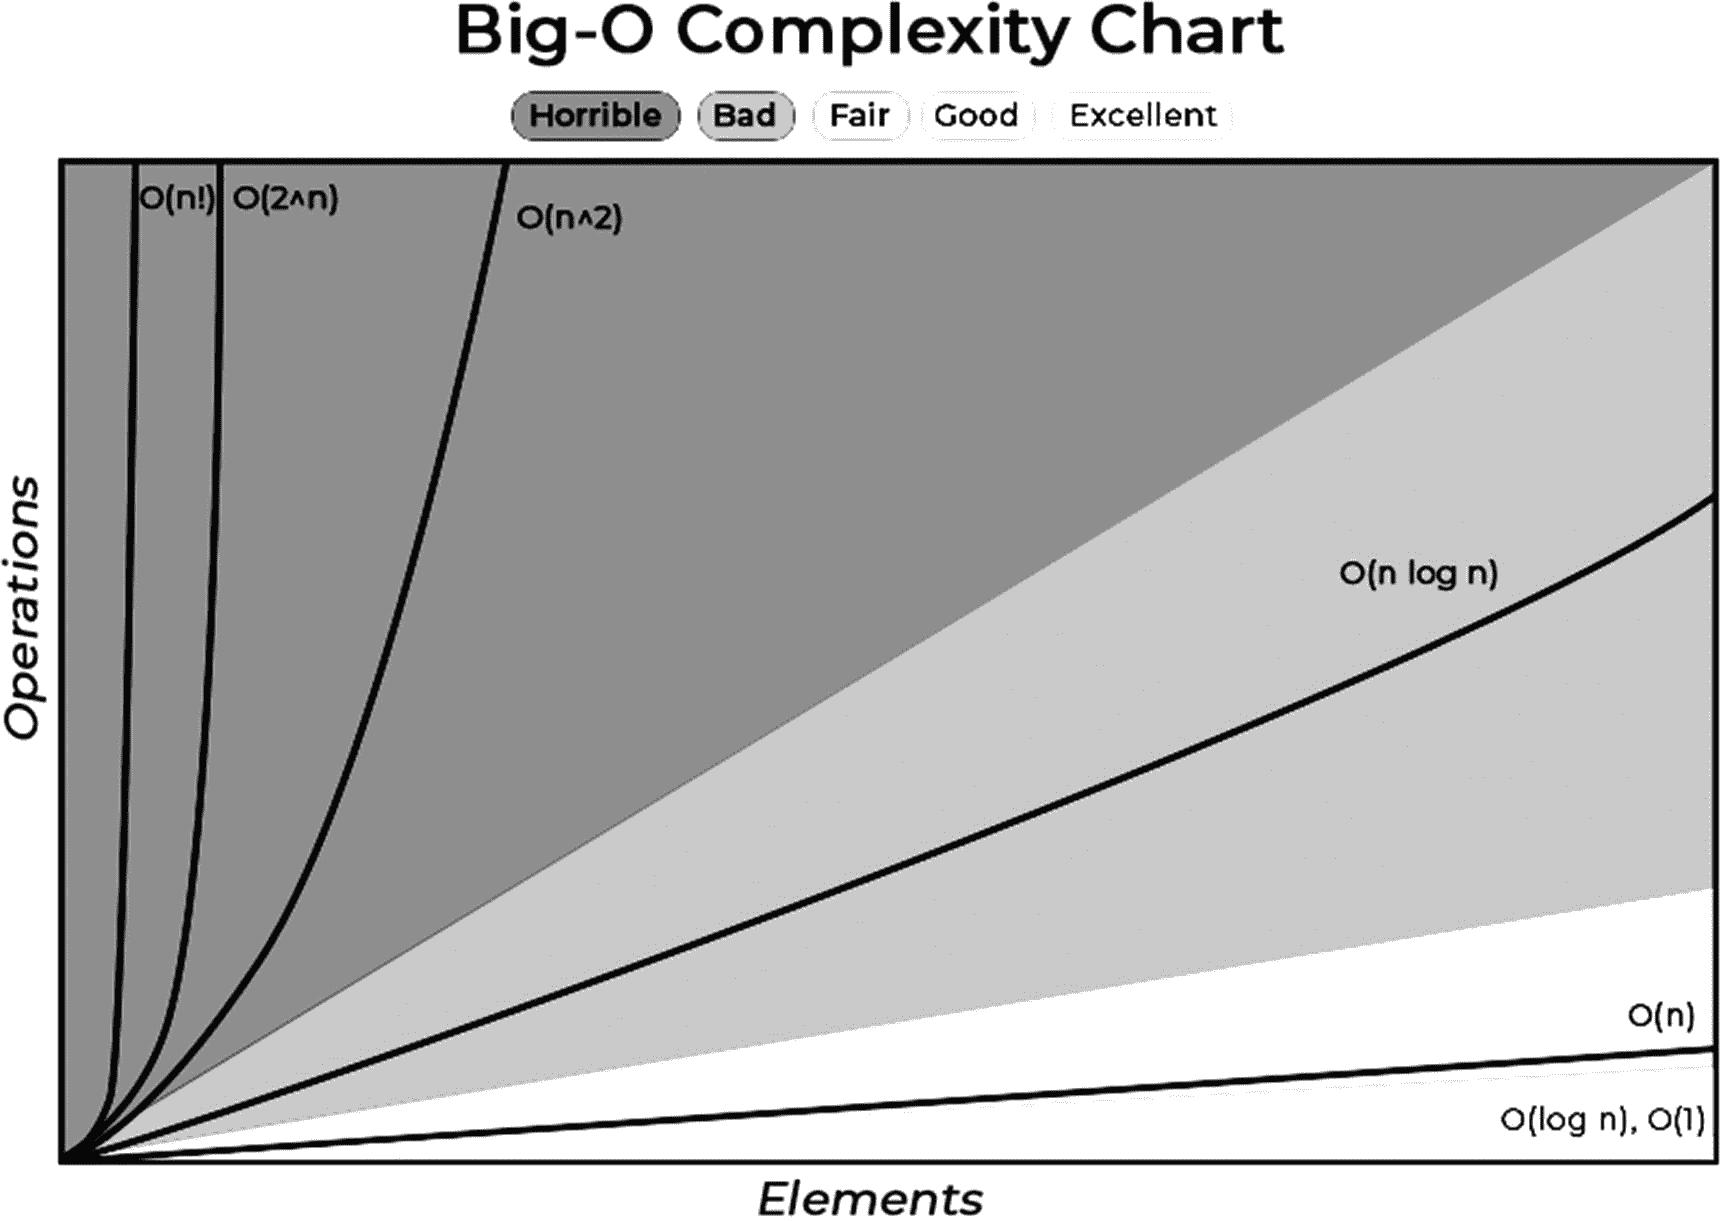 Big-O Complexity Chart
Horrible Bad Fair Good Excellent
O(n!) O(2^n)
O(n^2)
O(n log n)
O(n)
O(log n), O(1)
Operations
Elements